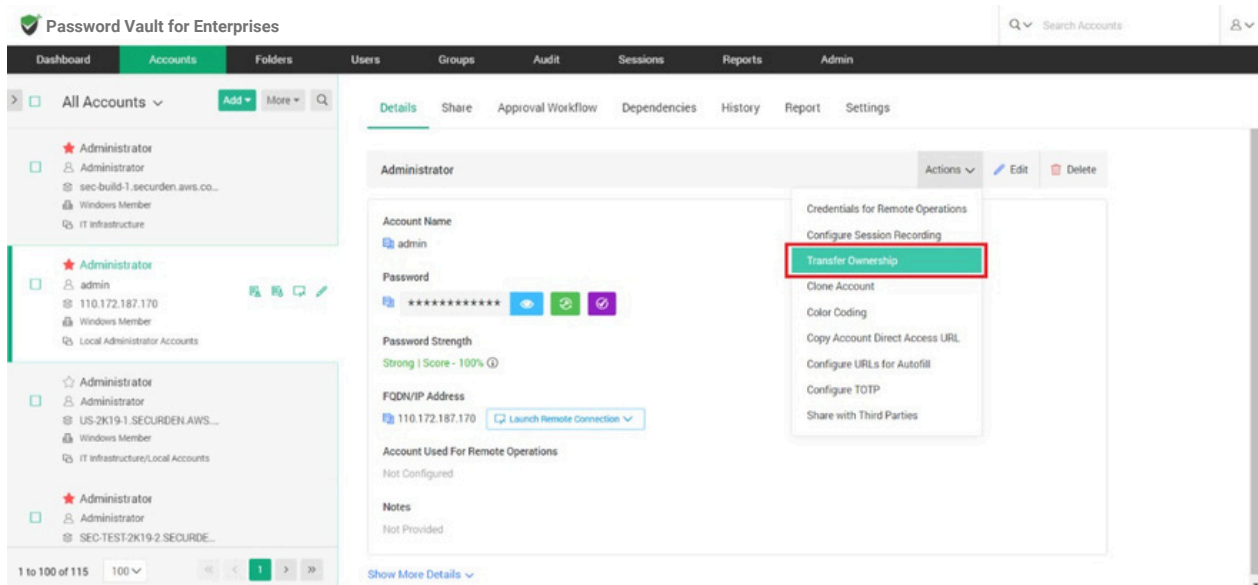 Password Vault for Enterprises
Search Accounts
Dashboard Accounts Folders Users Groups Audit Sessions Reports Admin
All Accounts Add More
Details Share Approval Workflow Dependencies History Report Settings
Administrator
Administrator
sec-build-1.securden.aws.co...
Windows Member
IT Infrastructure
Administrator
admin
110.172.187.170
Windows Member
Local Administrator Accounts
Administrator
Administrator
US-2K19-1.SECURDEN.AWS....
Windows Member
IT Infrastructure/Local Accounts
Administrator
Administrator
SEC-TEST-2K19-2.SECURDE...
1 to 100 of 115 100 « < 1 > »
Administrator Actions Edit Delete
Account Name
admin
Password
************
Password Strength
Strong | Score - 100%
FQDN/IP Address
110.172.187.170 Launch Remote Connection
Account Used For Remote Operations
Not Configured
Notes
Not Provided
Show More Details
Credentials for Remote Operations
Configure Session Recording
Transfer Ownership
Clone Account
Color Coding
Copy Account Direct Access URL
Configure URLs for Autofill
Configure TOTP
Share with Third Parties